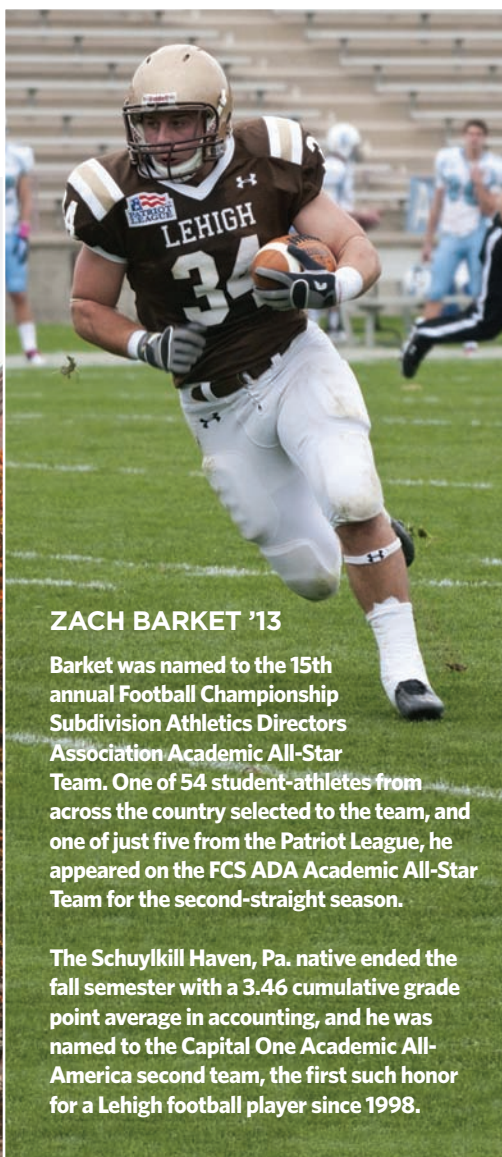 34
34
PATRIOT
LEAGUE
LEHIGH
34
ZACH BARKET ’13
Barket was named to the 15th
annual Football Championship
Subdivision Athletics Directors
Association Academic All-Star
Team. One of 54 student-athletes from
across the country selected to the team, and
one of just five from the Patriot League, he
appeared on the FCS ADA Academic All-Star
Team for the second-straight season.
The Schuylkill Haven, Pa. native ended the
fall semester with a 3.46 cumulative grade
point average in accounting, and he was
named to the Capital One Academic All-
America second team, the first such honor
for a Lehigh football player since 1998.